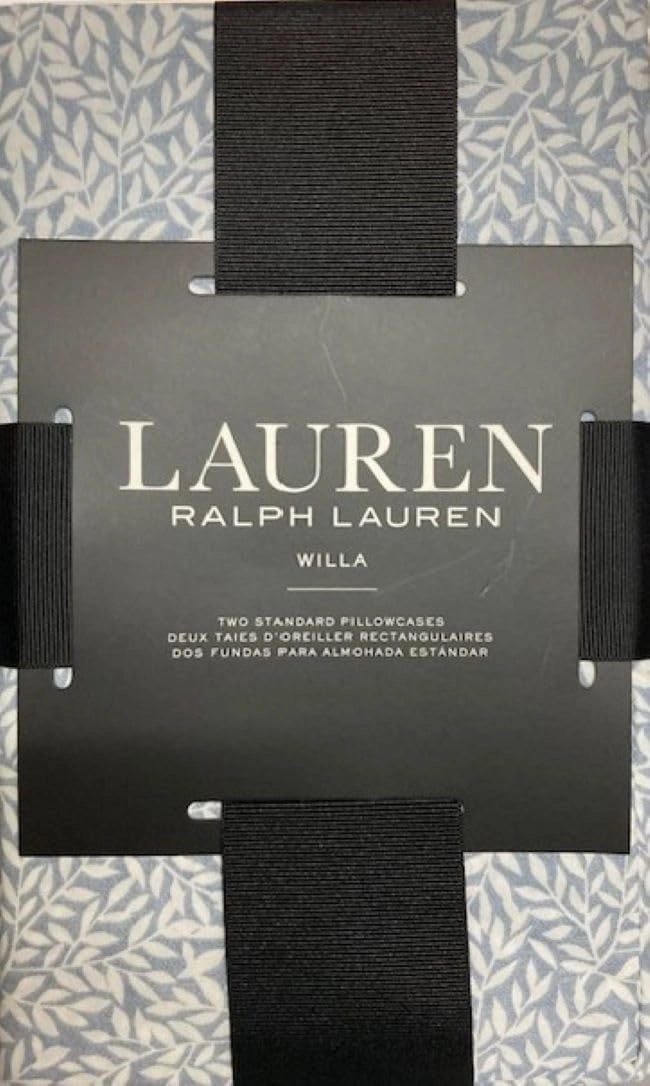 LAUREN
RALPH LAUREN
WILLA
TWO STANDARD PILLOWCASES
DEUX TAIES D'OREILLER RECTANGULAIRES
DOS FUNDAS PARA ALMOHADA ESTÁNDAR